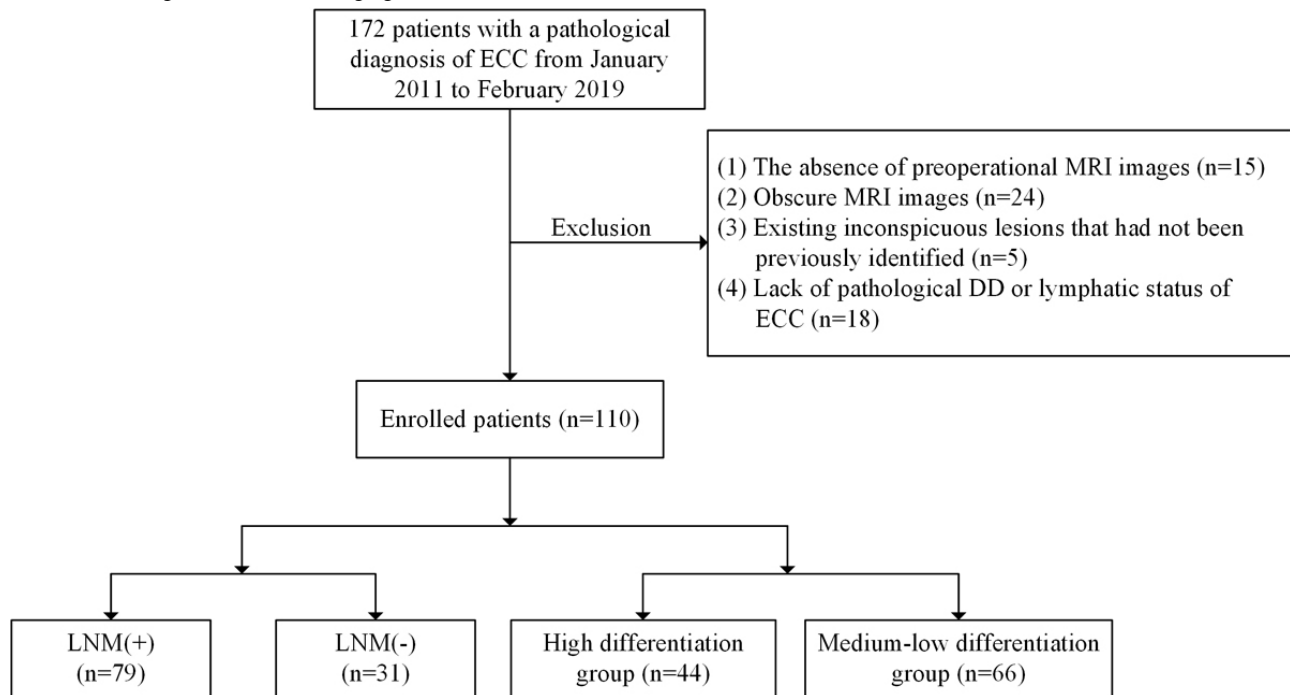 172 patients with a pathological
diagnosis of ECC from January
2011 to February 2019
Exclusion
(1) The absence of preoperational MRI images (n=15)
(2) Obscure MRI images (n=24)
(3) Existing inconspicuous lesions that had not been
previously identified (n=5)
(4) Lack of pathological DD or lymphatic status of
ECC (n=18)
Enrolled patients (n=110)
LNM(+)
(n=79)
LNM(-)
(n=31)
High differentiation
group (n=44)
Medium-low differentiation
group (n=66)